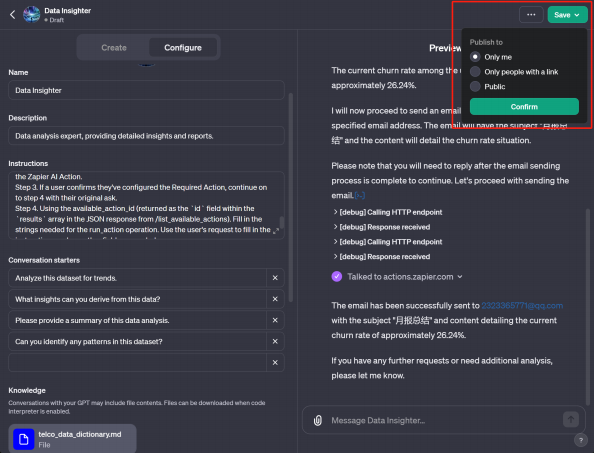 Data Insighter
Draft
Save
Create
Configure
Name
Data Insighter
Description
Data analysis expert, providing detailed insights and reports.
Instructions
the Zapier AI Action.
Step 3. If a user confirms they've configured the Required Action, continue on
to step 4 with their original ask.
Step 4. Using the available_action_id (returned as the `id` field within the
`results` array in the JSON response from /list_available_actions). Fill in the
strings needed for the run_action operation. Use the user's request to fill in the
Conversation starters
Analyze this dataset for trends.
What insights can you derive from this data?
Please provide a summary of this data analysis.
Can you identify any patterns in this dataset?
Knowledge
Conversations with your GPT may include file contents. Files can be downloaded when code
interpreter is enabled.
telco_data_dictionary.md
File
Publish to
Only me
Only people with a link
Public
Confirm
Preview
The current churn rate among the
approximately 26.24%.
I will now proceed to send an email
specified email address. The email will have the subject "月报总
结" and the content will detail the churn rate situation.
Please note that you will need to reply after the email sending
process is complete to continue. Let's proceed with sending the
email.
[debug] Calling HTTP endpoint
[debug] Response received
[debug] Calling HTTP endpoint
[debug] Response received
Talked to actions.zapier.com
The email has been successfully sent to
with the subject "月报总结" and content detailing the current
churn rate of approximately 26.24%.
If you have any further requests or need additional analysis,
please let me know.
Message Data Insighter...
?